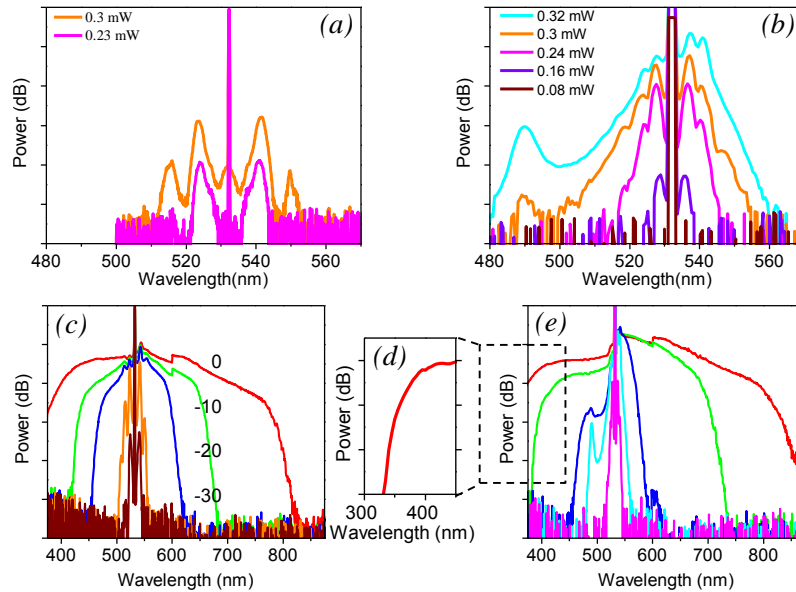 (a)
0.3 mW
0.23 mW
Power (dB)
480 500 520 540 560
Wavelength(nm)
(b)
0.32 mW
0.3 mW
0.24 mW
0.16 mW
0.08 mW
Power (dB)
480 500 520 540 560
Wavelength(nm)
(c)
0
-10
-20
-30
Power (dB)
400 500 600 700 800
Wavelength (nm)
(d)
Power (dB)
300 400
Wavelength (nm)
(e)
Power (dB)
400 500 600 700 800
Wavelength (nm)